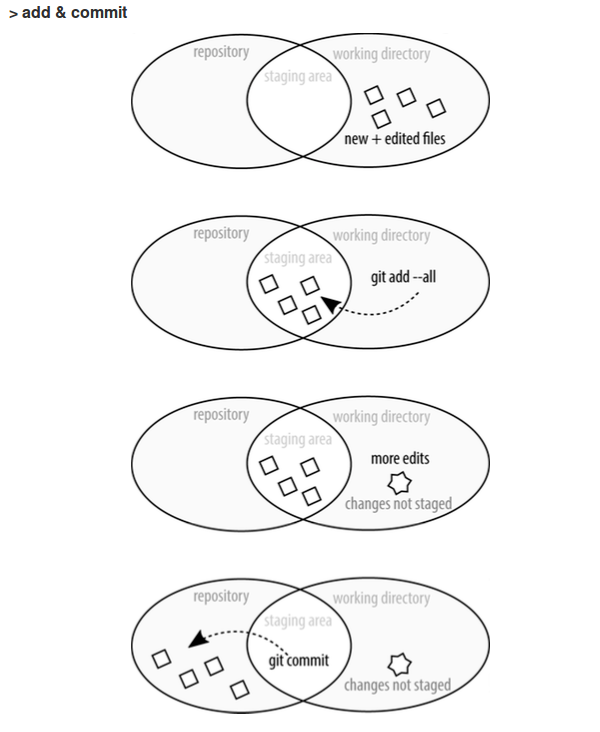 > add & commit
repository
working directory
staging area
new + edited files
repository
working directory
staging area
git add --all
repository
working directory
staging area
more edits
changes not staged
repository
working directory
staging area
git commit
changes not staged